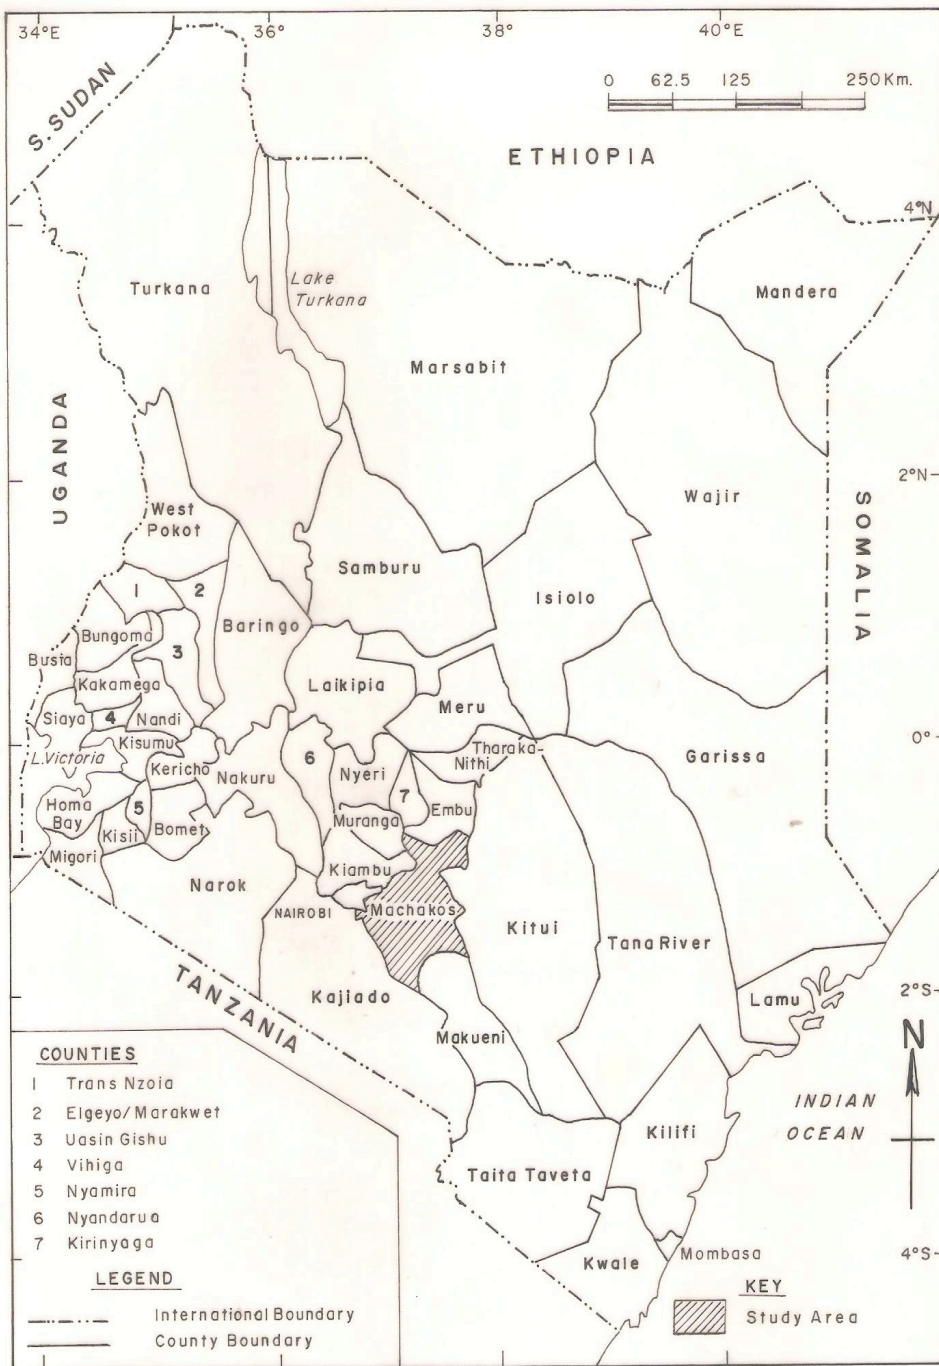 34°E 36° 38° 40°E
0 62.5 125 250 Km.
S. SUDAN
ETHIOPIA
4°N
Lake
Turkana
Turkana
Mandera
Marsabit
UGANDA
2°N
Wajir
SOMALIA
West
Pokot
Samburu
Isiolo
1
2
Baringo
Bungoma
3
Busia
Kakamega
Laikipia
Meru
Siaya
4
Nandi
Kisumu
0°
L. Victoria
Tharaka-
Nithi
Garissa
Kericho
Nakuru
6
Nyeri
7
Embu
Homa
Bay
5
Kisii
Bomet
Muranga
Migori
Kiambu
Narok
NAIROBI
Machakos
Kitui
Tana River
TANZANIA
Kajiado
Lamu
2°S
N
Makueni
INDIAN
OCEAN
Kilifi
Taita Taveta
Kwale
Mombasa
4°S
COUNTIES
1 Trans Nzoia
2 Elgeyo/Marakwet
3 Uasin Gishu
4 Vihiga
5 Nyamira
6 Nyandarua
7 Kirinyaga
LEGEND
International Boundary
County Boundary
KEY
Study Area